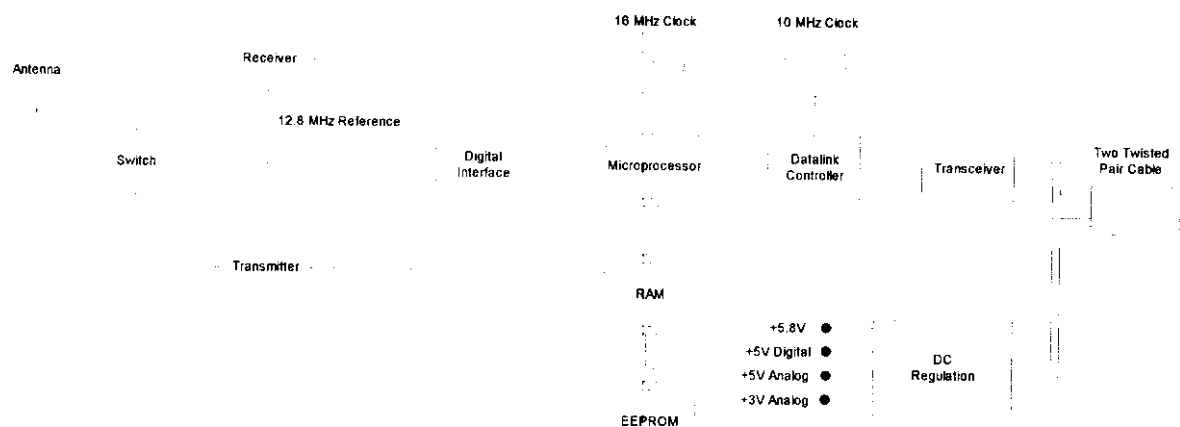 16 MHz Clock
10 MHz Clock
Receiver
Antenna
12.8 MHz Reference
Switch
Digital
Interface
Microprocessor
Datalink
Controller
Transceiver
Two Twisted
Pair Cable
Transmitter
RAM
+5.8V
+5V Digital
+5V Analog
+3V Analog
DC
Regulation
EEPROM